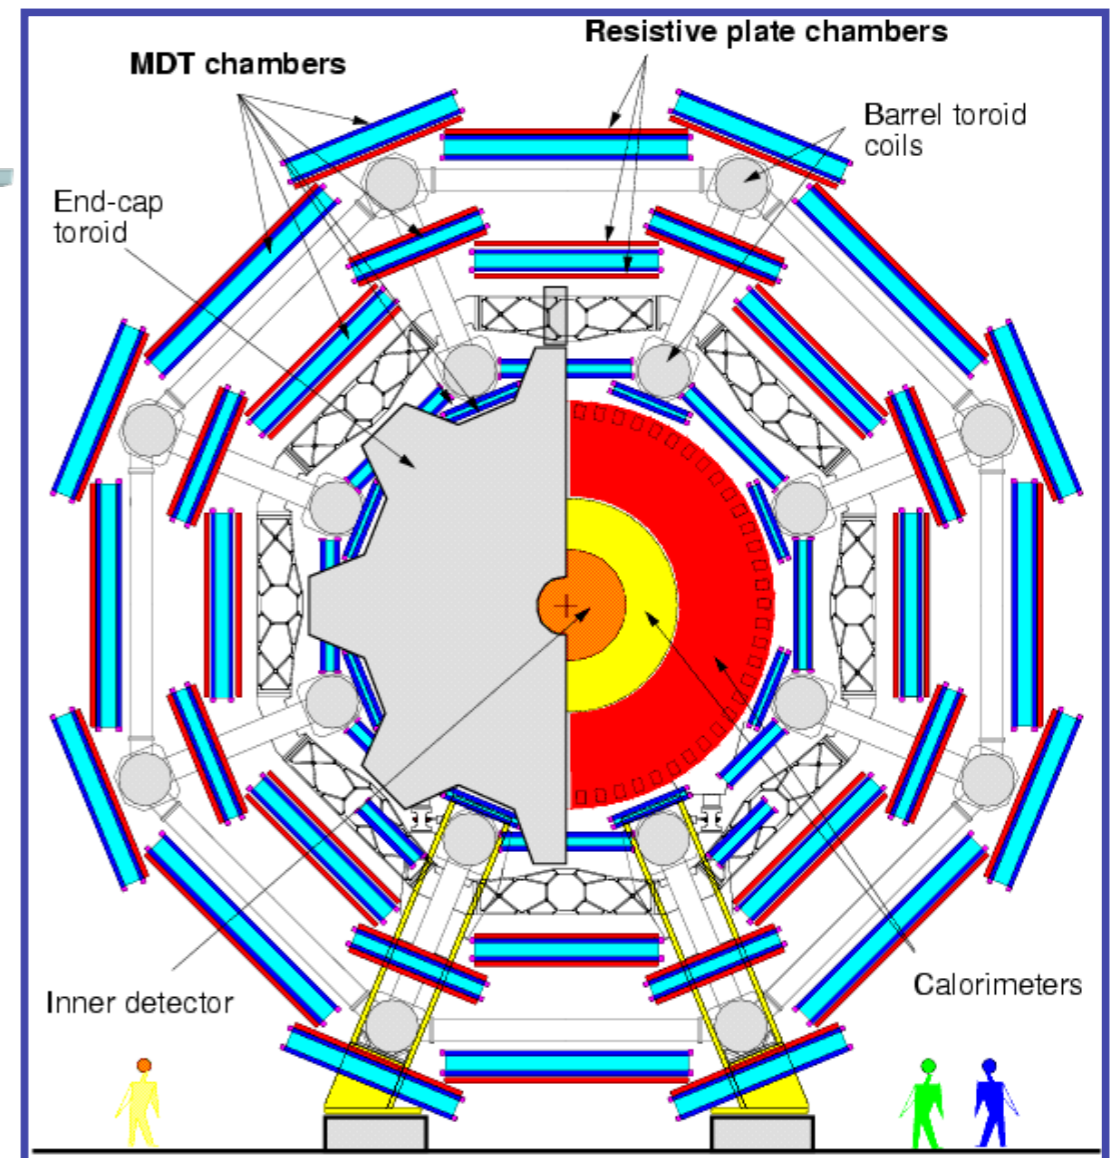 Resistive plate chambers
MDT chambers
Barrel toroid
coils
End-cap
toroid
Calorimeters
Inner detector